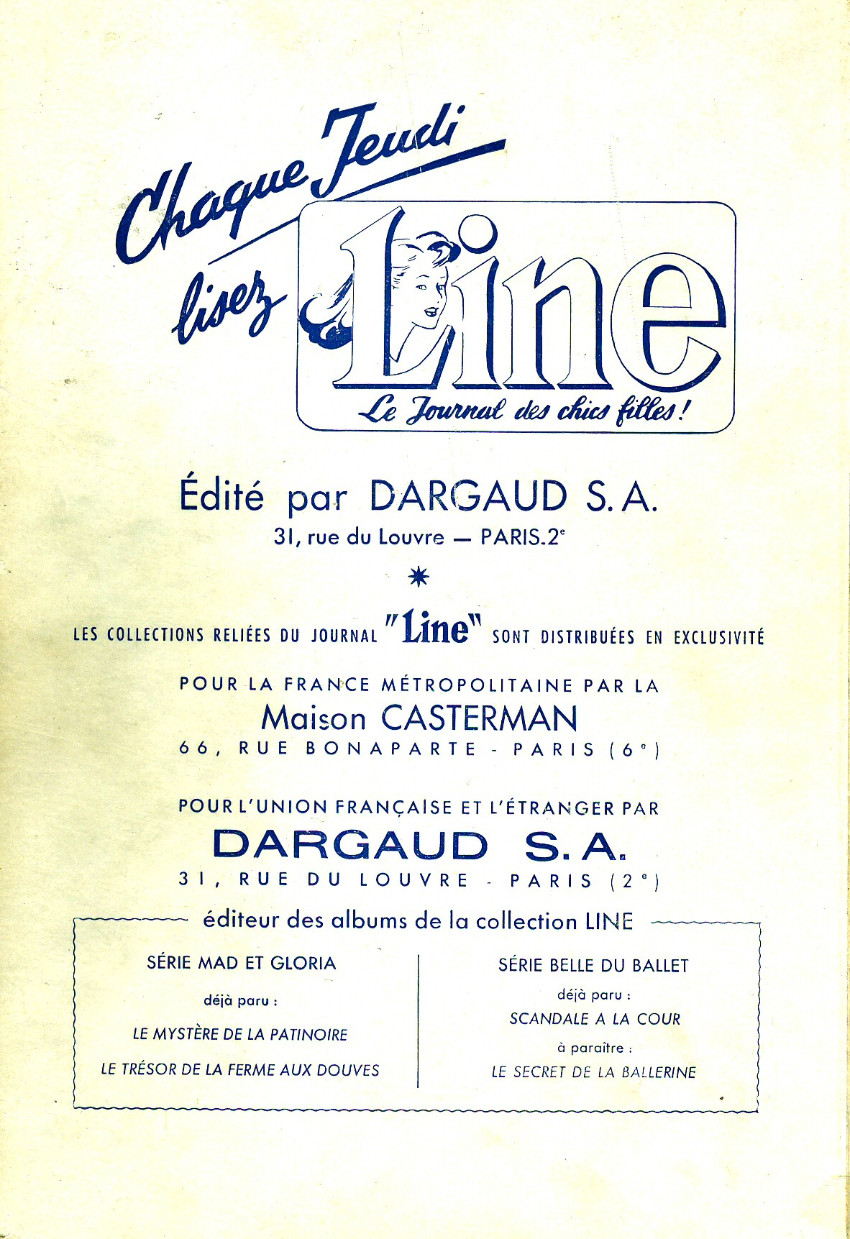 Chaque Jeudi
lisez
Line
Le Journal des chics filles!
Édité par DARGAUD S.A.
31, rue du Louvre — PARIS-2e
LES COLLECTIONS RELIÉES DU JOURNAL "Line" SONT DISTRIBUÉES EN EXCLUSIVITÉ
POUR LA FRANCE MÉTROPOLITAINE PAR LA
Maison CASTERMAN
66, RUE BONAPARTE - PARIS (6e)
POUR L'UNION FRANÇAISE ET L'ÉTRANGER PAR
DARGAUD S.A.
31, RUE DU LOUVRE - PARIS (2e)
éditeur des albums de la collection LINE
SÉRIE MAD ET GLORIA
déjà paru :
LE MYSTÈRE DE LA PATINOIRE
LE TRÉSOR DE LA FERME AUX DOUVES
SÉRIE BELLE DU BALLET
déjà paru :
SCANDALE A LA COUR
à paraître :
LE SECRET DE LA BALLERINE